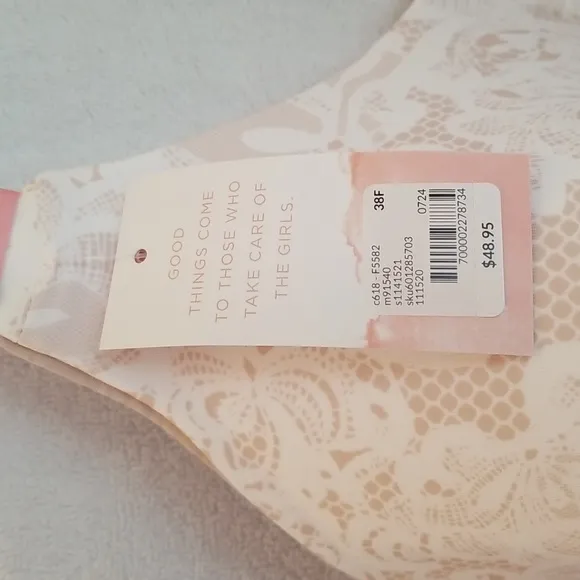 GOOD
THINGS COME
TO THOSE WHO
TAKE CARE OF
THE GIRLS.
38F
0724
c618 - F5582
m91540
s1141521
sku601285703
111520
700002278734
$48.95